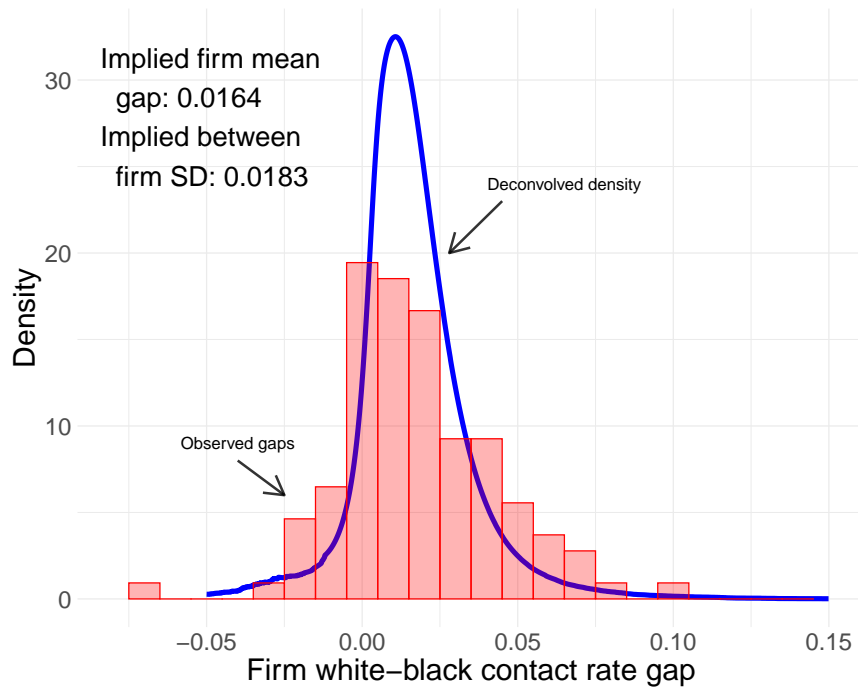 Implied firm mean
gap: 0.0164
Implied between
firm SD: 0.0183
Deconvolved density
Observed gaps
Density
30
20
10
0
−0.05
0.00
0.05
0.10
0.15
Firm white−black contact rate gap